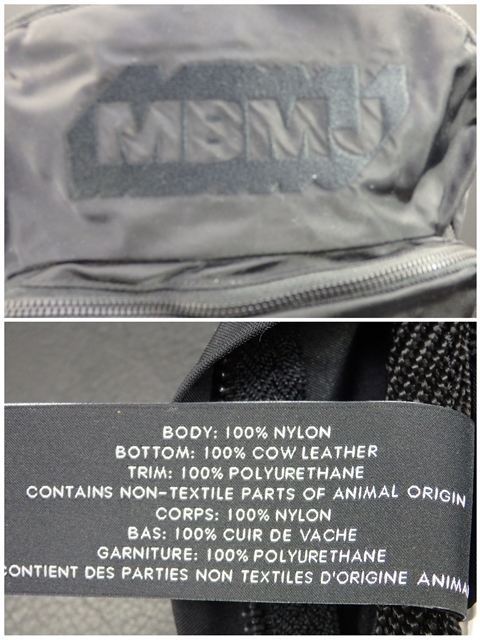 MBMJ
BODY: 100% NYLON
BOTTOM: 100% COW LEATHER
TRIM: 100% POLYURETHANE
CONTAINS NON-TEXTILE PARTS OF ANIMAL ORIGIN
CORPS: 100% NYLON
BAS: 100% CUIR DE VACHE
GARNITURE: 100% POLYURETHANE
CONTIENT DES PARTIES NON TEXTILES D'ORIGINE ANIMA